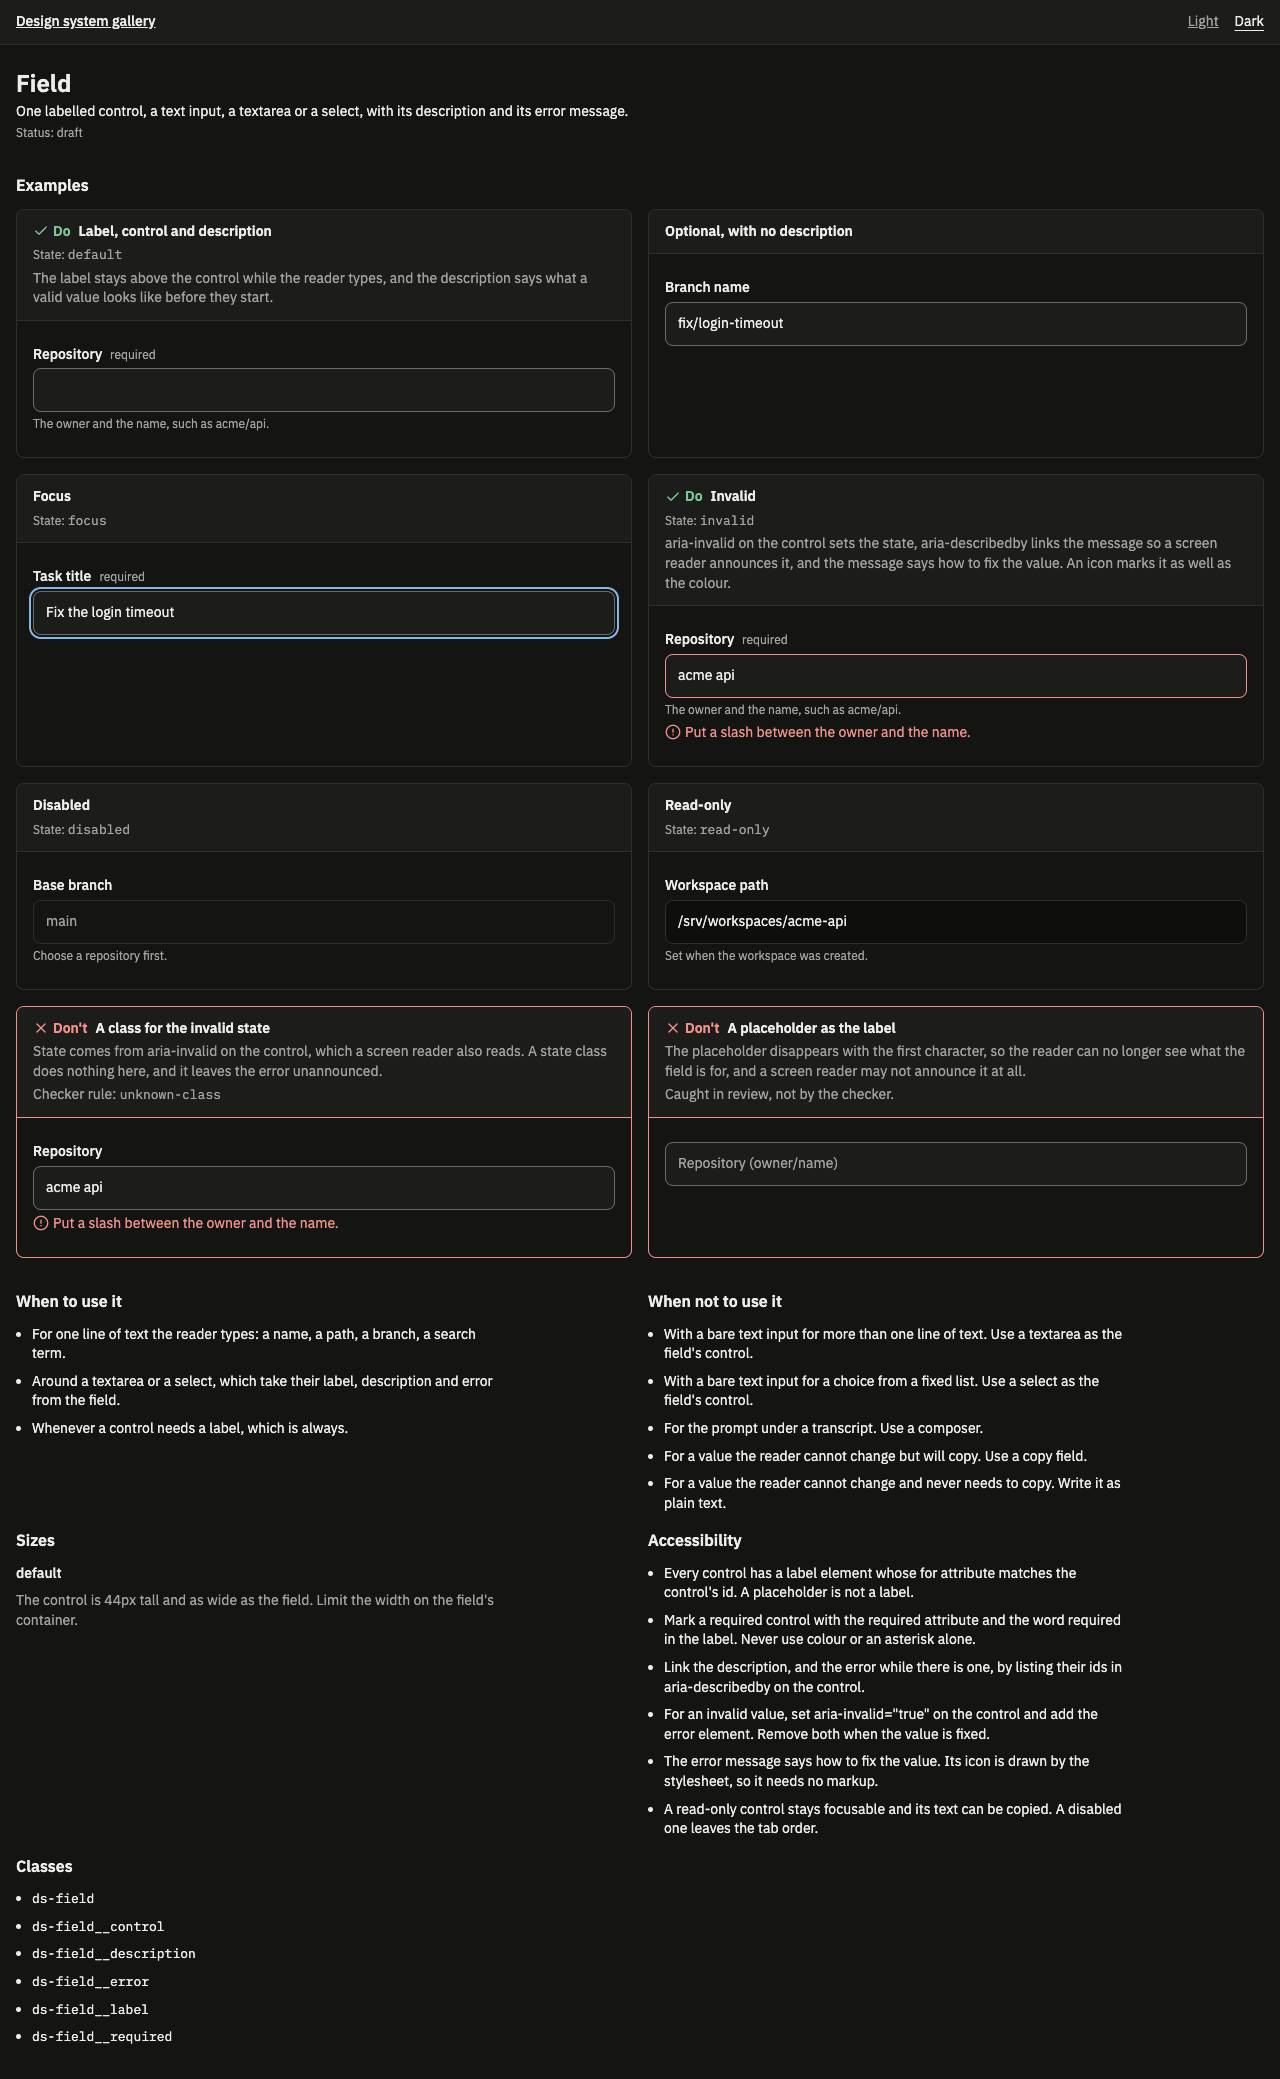 Design system gallery
Light
Dark
Field
One labelled control, a text input, a textarea or a select, with its description and its error message.
Status: draft
Examples
Do Label, control and description
State: default
The label stays above the control while the reader types, and the description says what a
valid value looks like before they start.
Repository required
The owner and the name, such as acme/api.
Optional, with no description
Branch name
fix/login-timeout
Focus
State: focus
Task title required
Fix the login timeout
Do Invalid
State: invalid
aria-invalid on the control sets the state, aria-describedby links the message so a screen
reader announces it, and the message says how to fix the value. An icon marks it as well as
the colour.
Repository required
acme api
The owner and the name, such as acme/api.
Put a slash between the owner and the name.
Disabled
State: disabled
Base branch
main
Choose a repository first.
Read-only
State: read-only
Workspace path
/srv/workspaces/acme-api
Set when the workspace was created.
Don't A class for the invalid state
State comes from aria-invalid on the control, which a screen reader also reads. A state class
does nothing here, and it leaves the error unannounced.
Checker rule: unknown-class
Repository
acme api
Put a slash between the owner and the name.
Don't A placeholder as the label
The placeholder disappears with the first character, so the reader can no longer see what the
field is for, and a screen reader may not announce it at all.
Caught in review, not by the checker.
Repository (owner/name)
When to use it
• For one line of text the reader types: a name, a path, a branch, a search
term.
• Around a textarea or a select, which take their label, description and error
from the field.
• Whenever a control needs a label, which is always.
When not to use it
• With a bare text input for more than one line of text. Use a textarea as the
field's control.
• With a bare text input for a choice from a fixed list. Use a select as the
field's control.
• For the prompt under a transcript. Use a composer.
• For a value the reader cannot change but will copy. Use a copy field.
• For a value the reader cannot change and never needs to copy. Write it as
plain text.
Sizes
default
The control is 44px tall and as wide as the field. Limit the width on the field's
container.
Accessibility
• Every control has a label element whose for attribute matches the
control's id. A placeholder is not a label.
• Mark a required control with the required attribute and the word required
in the label. Never use colour or an asterisk alone.
• Link the description, and the error while there is one, by listing their ids in
aria-describedby on the control.
• For an invalid value, set aria-invalid="true" on the control and add the
error element. Remove both when the value is fixed.
• The error message says how to fix the value. Its icon is drawn by the
stylesheet, so it needs no markup.
• A read-only control stays focusable and its text can be copied. A disabled
one leaves the tab order.
Classes
• ds-field
• ds-field__control
• ds-field__description
• ds-field__error
• ds-field__label
• ds-field__required